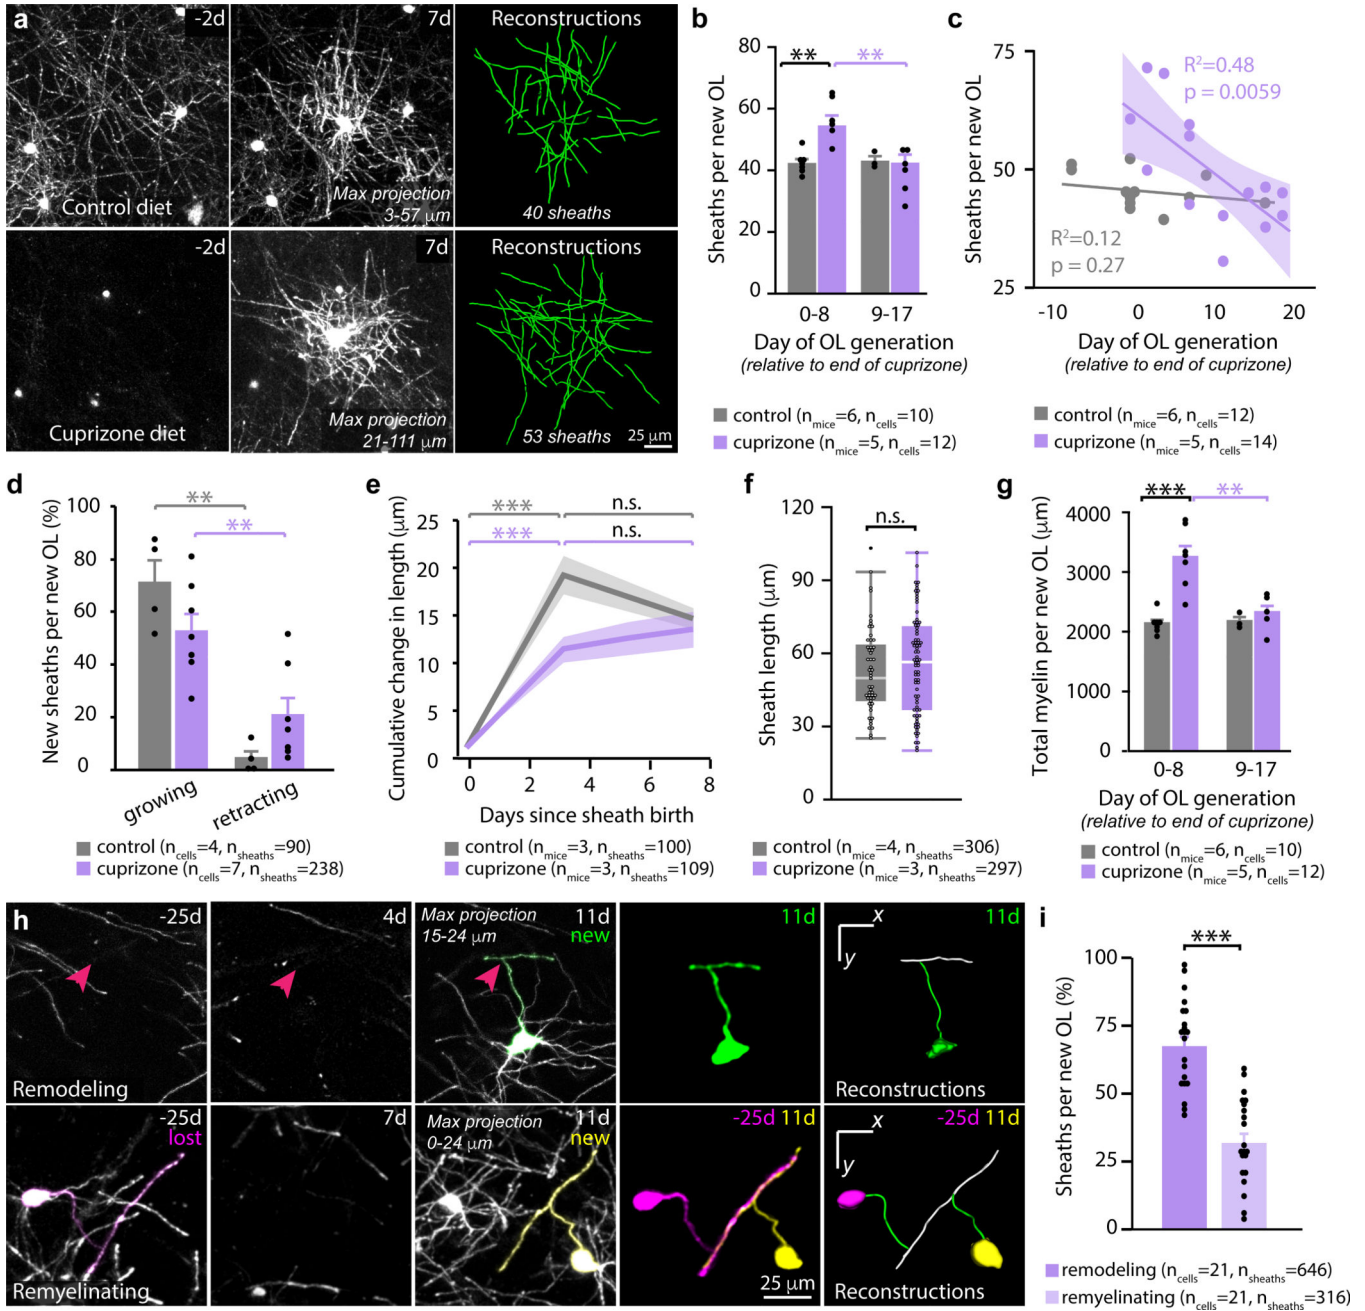 a
-2d
7d
Reconstructions
Control diet
Max projection
3-57 μm
40 sheaths
-2d
7d
Reconstructions
Cuprizone diet
Max projection
21-111 μm
53 sheaths
25 μm
b
Sheaths per new OL
80
60
40
20
0
**
**
0-8
9-17
Day of OL generation
(relative to end of cuprizone)
control (nmice=6, ncells=10)
cuprizone (nmice=5, ncells=12)
c
Sheaths per new OL
75
50
25
R²=0.48
p = 0.0059
R²=0.12
p = 0.27
-10
0
10
20
Day of OL generation
(relative to end of cuprizone)
control (nmice=6, ncells=12)
cuprizone (nmice=5, ncells=14)
d
New sheaths per new OL (%)
100
80
60
40
20
0
**
**
growing
retracting
control (ncells=4, nsheaths=90)
cuprizone (ncells=7, nsheaths=238)
e
Cumulative change in length (μm)
25
20
15
10
5
0
***
n.s.
***
n.s.
0
2
4
6
8
Days since sheath birth
control (nmice=3, nsheaths=100)
cuprizone (nmice=3, nsheaths=109)
f
Sheath length (μm)
120
90
60
30
0
n.s.
control (nmice=4, nsheaths=306)
cuprizone (nmice=3, nsheaths=297)
g
Total myelin per new OL (μm)
4000
3000
2000
1000
0
***
**
0-8
9-17
Day of OL generation
(relative to end of cuprizone)
control (nmice=6, ncells=10)
cuprizone (nmice=5, ncells=12)
h
-25d
Remodeling
4d
Max projection
15-24 μm
11d
new
11d
11d
x
y
Reconstructions
-25d
lost
Remyelinating
7d
Max projection
0-24 μm
11d
new
-25d 11d
25 μm
-25d 11d
x
y
Reconstructions
i
Sheaths per new OL (%)
100
75
50
25
0
***
remodeling (ncells=21, nsheaths=646)
remyelinating (ncells=21, nsheaths=316)